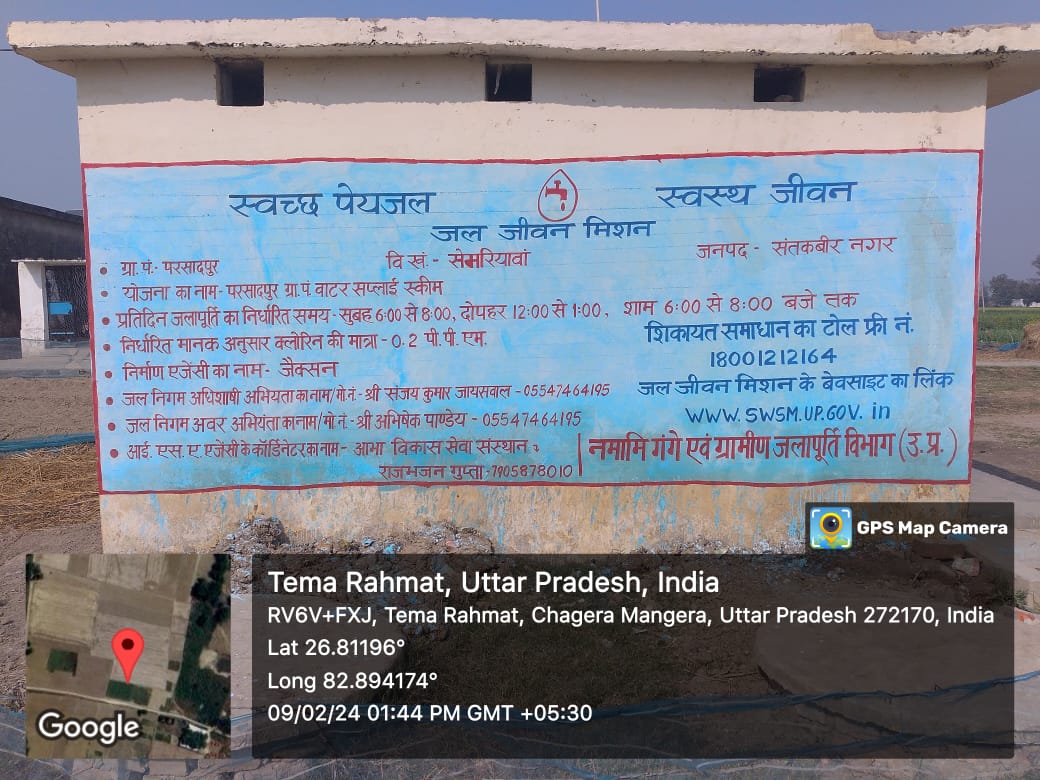 स्वच्छ पेयजल स्वस्थ जीवन
जल जीवन मिशन
• ग्रा.पं.- परसादपुर वि.खं.- सेमरियावां जनपद - संतकबीर नगर
• योजना का नाम- परसादपुर ग्रा.पं. वाटर सप्लाई स्कीम
• प्रतिदिन जलापूर्ति का निर्धारित समय- सुबह 6:00 से 8:00, दोपहर 12:00 से 1:00, शाम 6:00 से 8:00 बजे तक
• निर्धारित मानक अनुसार क्लोरिन की मात्रा - 0.2 पी.पी.एम.
• निर्माण एजेंसी का नाम- जैक्सन
• जल निगम अधिशाषी अभियंता का नाम/मो.नं.- श्री संजय कुमार जायसवाल - 05547464195
• जल निगम अवर अभियंता का नाम/मो.नं.- श्री अभिषेक पाण्डेय - 05547464195
• आई. एस. ए. एजेंसी के कॉर्डिनेटर का नाम- आभा विकास सेवा संस्थान
राजमजन गुप्ता-7905878010
शिकायत समाधान का टोल फ्री नं.
18001212164
जल जीवन मिशन के बेवसाइट का लिंक
WWW.SWSM.UP.GOV.in
नमामि गंगे एवं ग्रामीण जलापूर्ति विभाग (उ.प्र.)
GPS Map Camera
Tema Rahmat, Uttar Pradesh, India
RV6V+FXJ, Tema Rahmat, Chagera Mangera, Uttar Pradesh 272170, India
Lat 26.81196°
Long 82.894174°
09/02/24 01:44 PM GMT +05:30
Google